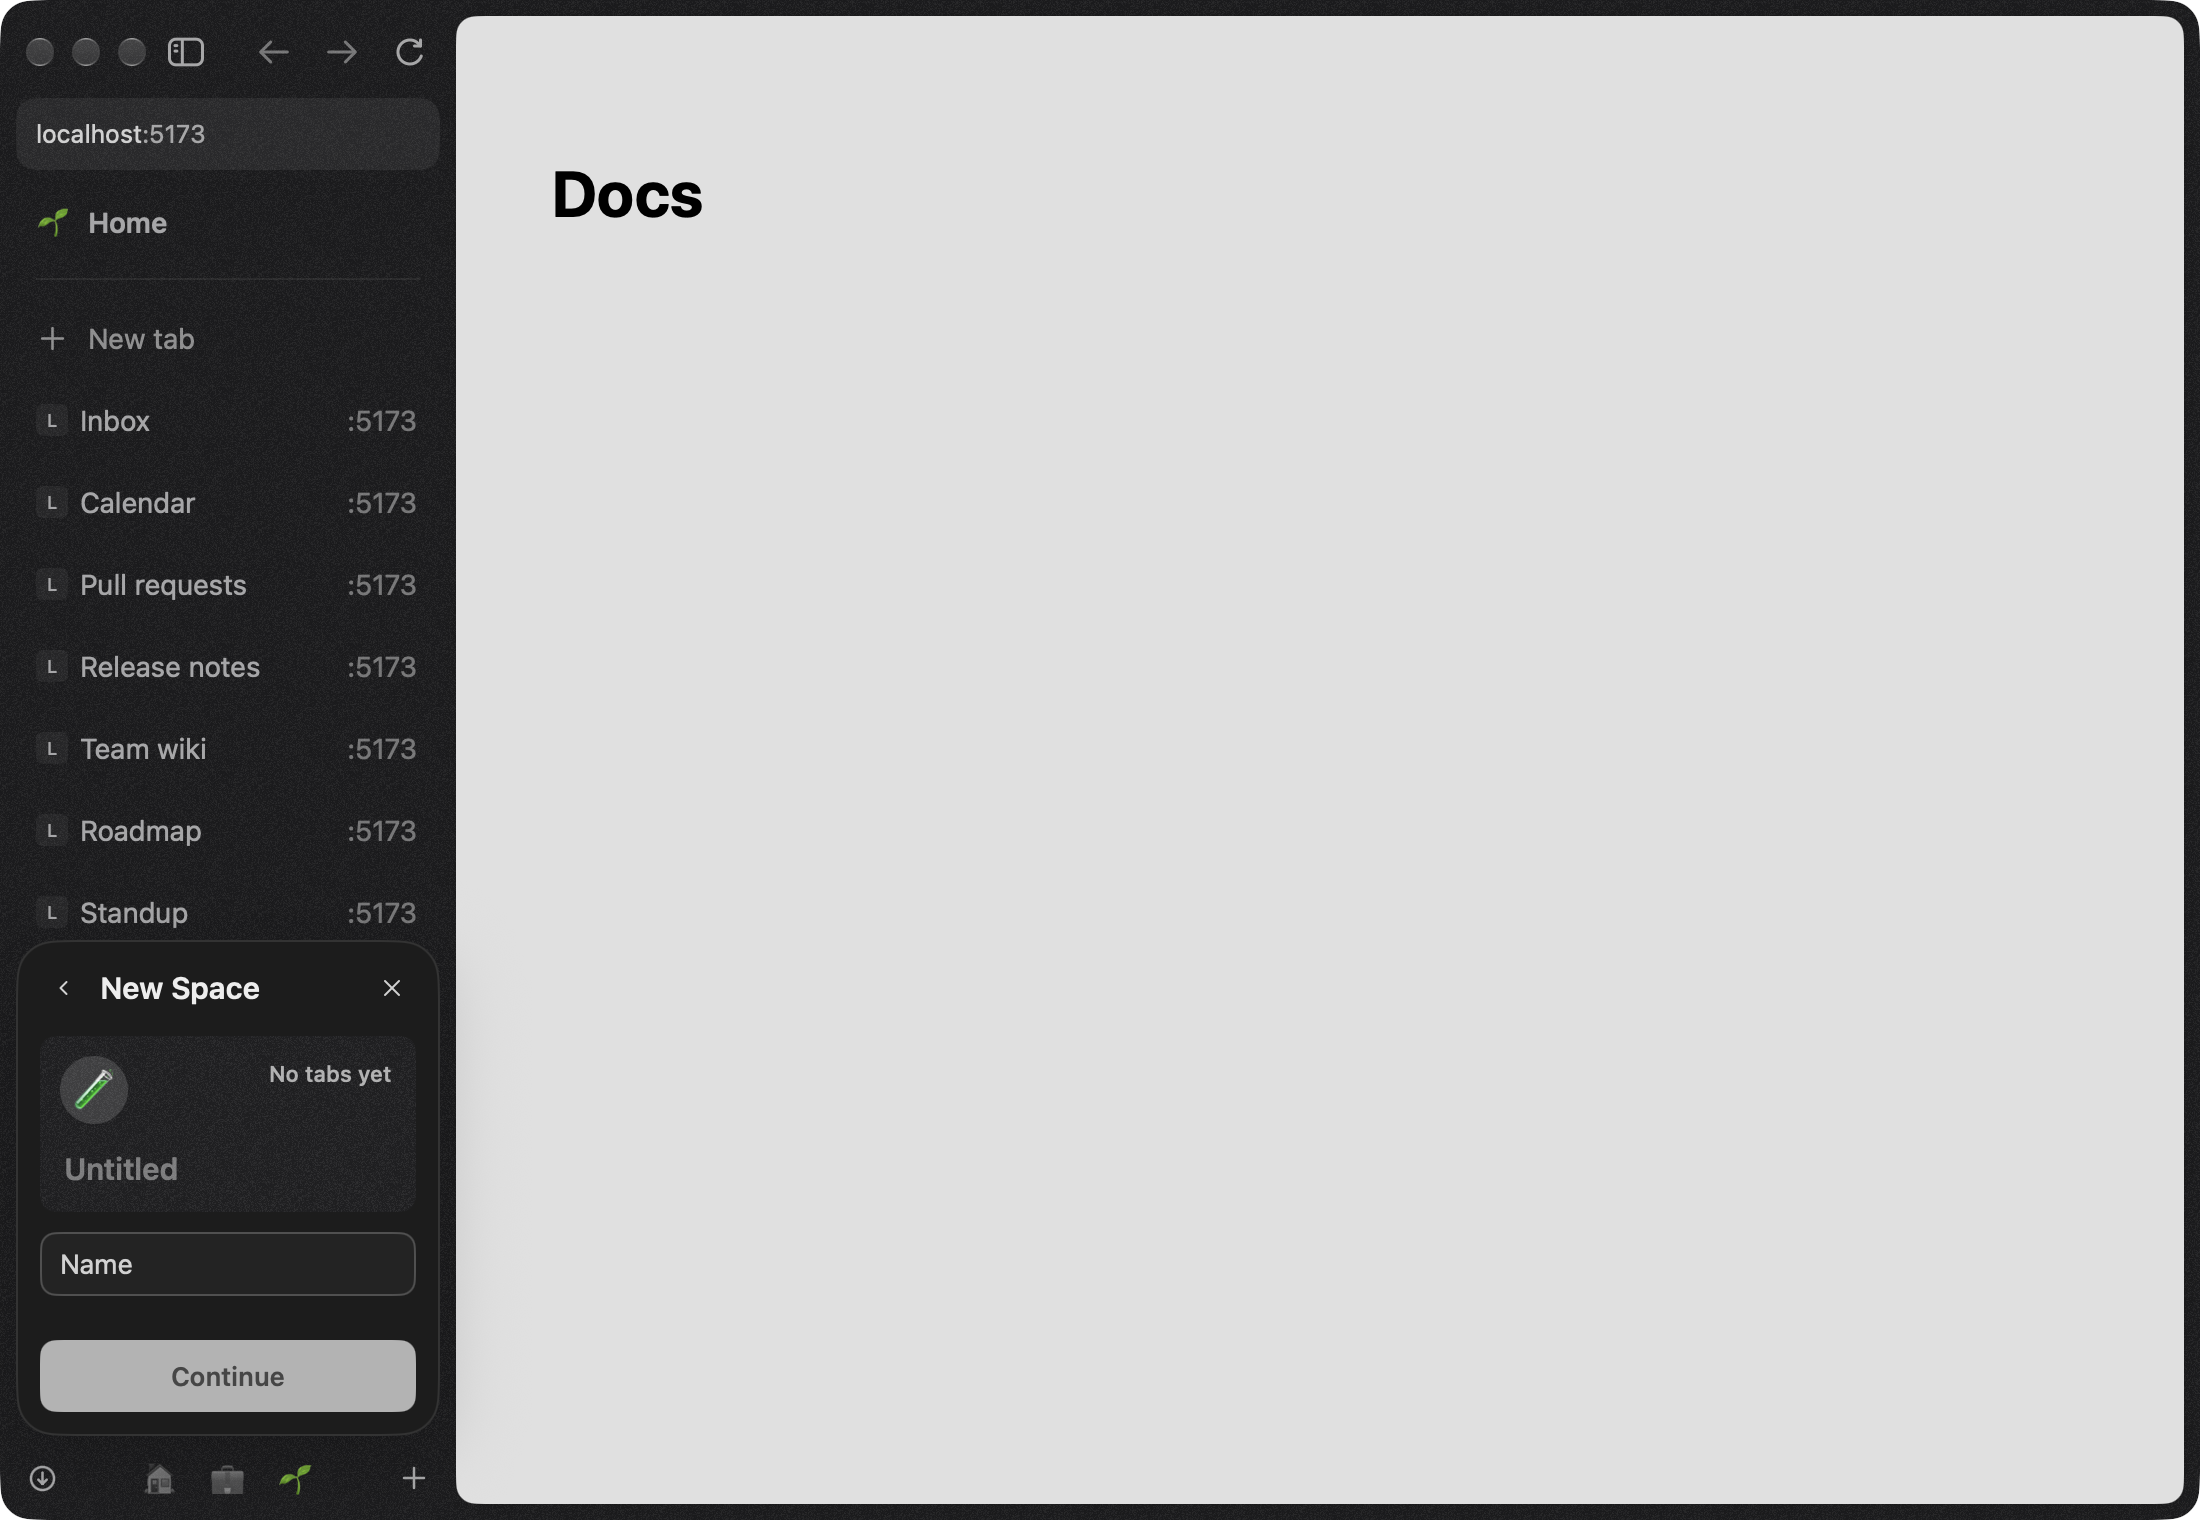 localhost:5173
Home
New tab
L Inbox :5173
L Calendar :5173
L Pull requests :5173
L Release notes :5173
L Team wiki :5173
L Roadmap :5173
L Standup :5173
New Space
No tabs yet
Untitled
Name
Continue
Docs